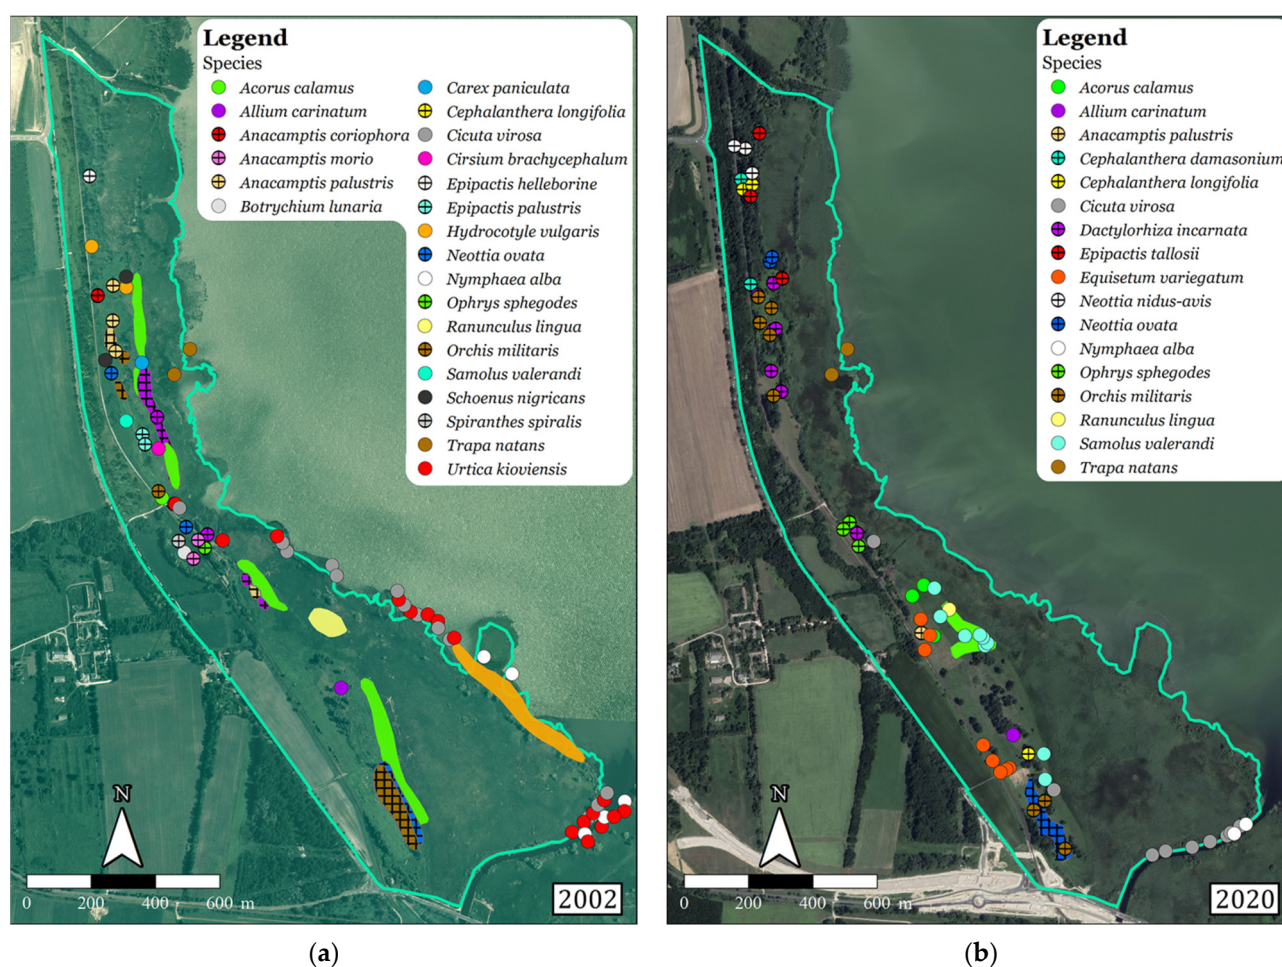 Legend
Species
Acorus calamus
Allium carinatum
Anacamptis coriophora
Anacamptis morio
Anacamptis palustris
Botrychium lunaria
Carex paniculata
Cephalanthera longifolia
Cicuta virosa
Cirsium brachycephalum
Epipactis helleborine
Epipactis palustris
Hydrocotyle vulgaris
Neottia ovata
Nymphaea alba
Ophrys sphegodes
Ranunculus lingua
Orchis militaris
Samolus valerandi
Schoenus nigricans
Spiranthes spiralis
Trapa natans
Urtica kioviensis
N
0 200 400 600 m
2002
(a)
Legend
Species
Acorus calamus
Allium carinatum
Anacamptis palustris
Cephalanthera damasonium
Cephalanthera longifolia
Cicuta virosa
Dactylorhiza incarnata
Epipactis tallosii
Equisetum variegatum
Neottia nidus-avis
Neottia ovata
Nymphaea alba
Ophrys sphegodes
Orchis militaris
Ranunculus lingua
Samolus valerandi
Trapa natans
N
0 200 400 600 m
2020
(b)